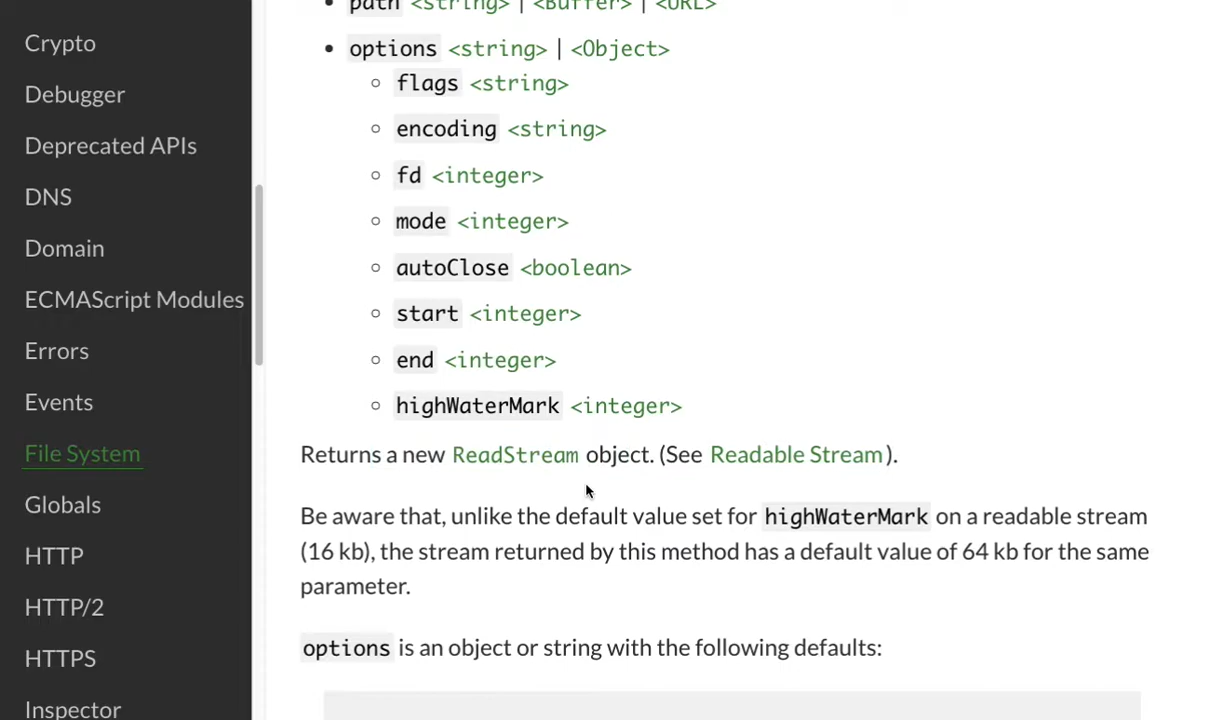 Crypto
Debugger
Deprecated APIs
DNS
Domain
ECMAScript Modules
Errors
Events
File System
Globals
HTTP
HTTP/2
HTTPS
Inspector
path <string> | <Buffer> | <URL>
options <string> | <Object>
flags <string>
encoding <string>
fd <integer>
mode <integer>
autoClose <boolean>
start <integer>
end <integer>
highWaterMark <integer>
Returns a new ReadStream object. (See Readable Stream).
Be aware that, unlike the default value set for highWaterMark on a readable stream
(16 kb), the stream returned by this method has a default value of 64 kb for the same
parameter.
options is an object or string with the following defaults: